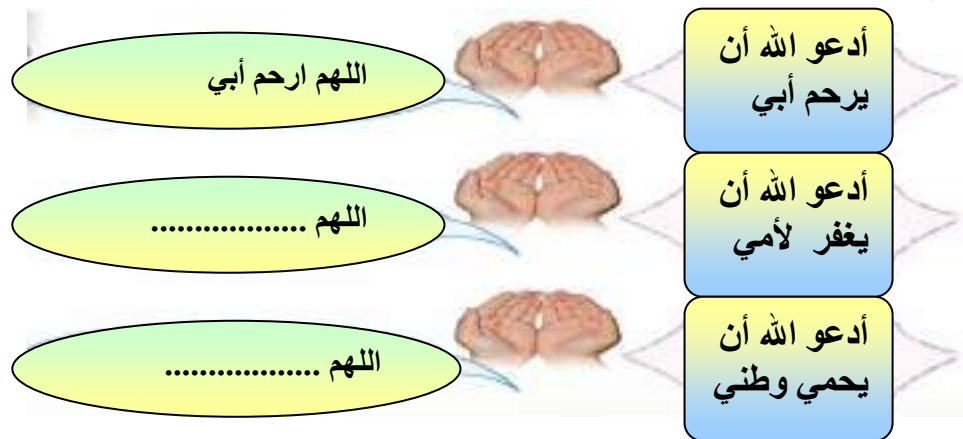 أدعو الله أن
يرحم أبي
اللهم ارحم أبي
أدعو الله أن
يغفر لأمي
اللهم ..................
أدعو الله أن
يحمي وطني
اللهم ..................